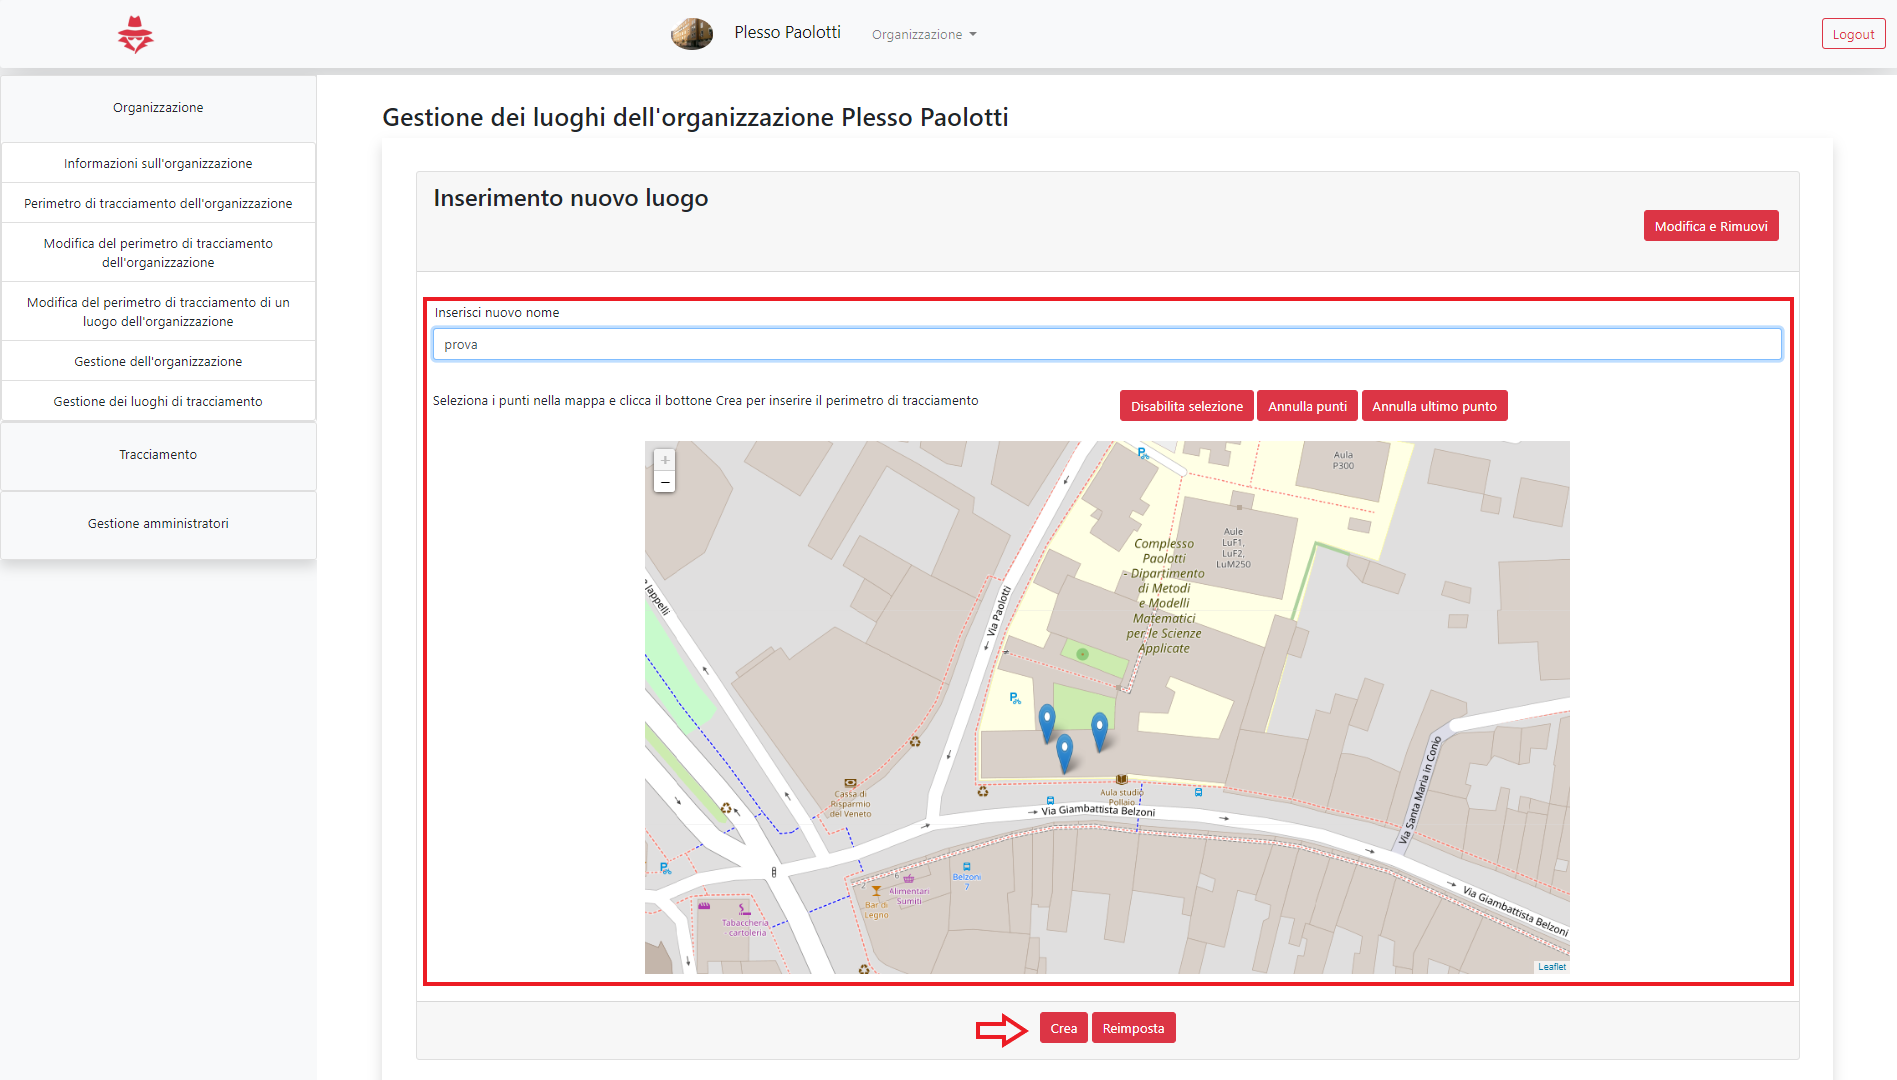 Plesso Paolotti
Organizzazione
Logout
Organizzazione
Informazioni sull'organizzazione
Perimetro di tracciamento dell'organizzazione
Modifica del perimetro di tracciamento
dell'organizzazione
Modifica del perimetro di tracciamento di un
luogo dell'organizzazione
Gestione dell'organizzazione
Gestione dei luoghi di tracciamento
Tracciamento
Gestione amministratori
Gestione dei luoghi dell'organizzazione Plesso Paolotti
Inserimento nuovo luogo
Modifica e Rimuovi
Inserisci nuovo nome
prova
Seleziona i punti nella mappa e clicca il bottone Crea per inserire il perimetro di tracciamento
Disabilita selezione
Annulla punti
Annulla ultimo punto
+
−
P
Aula
P300
Aule
LuF1,
LuF2,
LuM250
Complesso
Paolotti
- Dipartimento
di Metodi
e Modelli
Matematici
per le Scienze
Applicate
Iappelli
Via Paolotti
P
Cassa di
Risparmio
del Veneto
Aula studio
Pollaio
Via Giambattista Belzoni
Via Santa Maria in Conio
P
Belzoni
7
2
6
Alimentari
Sumiti
Bar di
Legno
Tabaccheria
cartoleria
Via Giambattista Belzoni
Leaflet
Crea
Reimposta